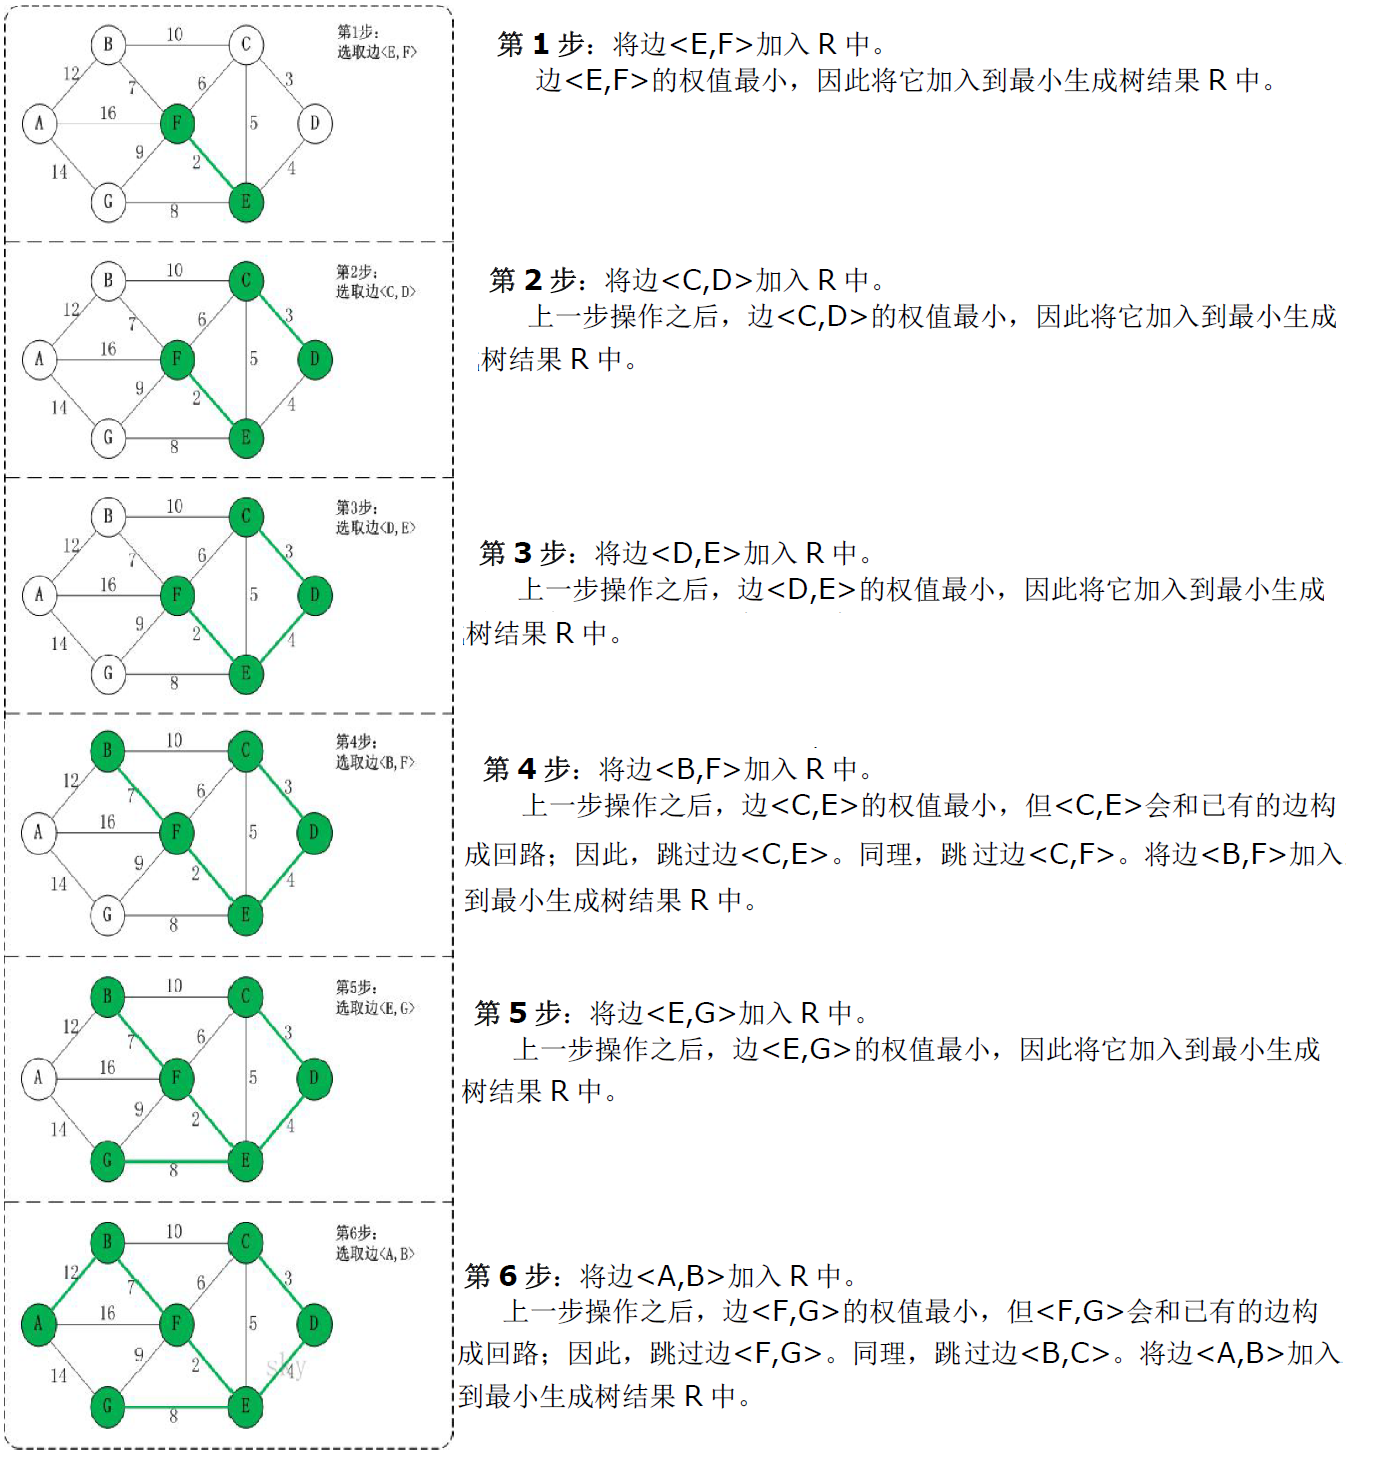 第1步:
选取边<E,F>
B 10 C
12 7 6 3
A 16 F 5 D
14 9 2 4
G 8 E
第 1 步：将边<E,F>加入 R 中。
边<E,F>的权值最小，因此将它加入到最小生成树结果 R 中。
第2步:
选取边<C,D>
B 10 C
12 7 6 3
A 16 F 5 D
14 9 2 4
G 8 E
第 2 步：将边<C,D>加入 R 中。
上一步操作之后，边<C,D>的权值最小，因此将它加入到最小生成
树结果 R 中。
第3步:
选取边<D,E>
B 10 C
12 7 6 3
A 16 F 5 D
14 9 2 4
G 8 E
第 3 步：将边<D,E>加入 R 中。
上一步操作之后，边<D,E>的权值最小，因此将它加入到最小生成
树结果 R 中。
第4步:
选取边<B,F>
B 10 C
12 7 6 3
A 16 F 5 D
14 9 2 4
G 8 E
第 4 步：将边<B,F>加入 R 中。
上一步操作之后，边<C,E>的权值最小，但<C,E>会和已有的边构
成回路；因此，跳过边<C,E>。同理，跳过边<C,F>。将边<B,F>加入
到最小生成树结果 R 中。
第5步:
选取边<E,G>
B 10 C
12 7 6 3
A 16 F 5 D
14 9 2 4
G 8 E
第 5 步：将边<E,G>加入 R 中。
上一步操作之后，边<E,G>的权值最小，因此将它加入到最小生成
树结果 R 中。
第6步:
选取边<A,B>
B 10 C
12 7 6 3
A 16 F 5 D
14 9 2 sky 4
G 8 E
第 6 步：将边<A,B>加入 R 中。
上一步操作之后，边<F,G>的权值最小，但<F,G>会和已有的边构
成回路；因此，跳过边<F,G>。同理，跳过边<B,C>。将边<A,B>加入
到最小生成树结果 R 中。